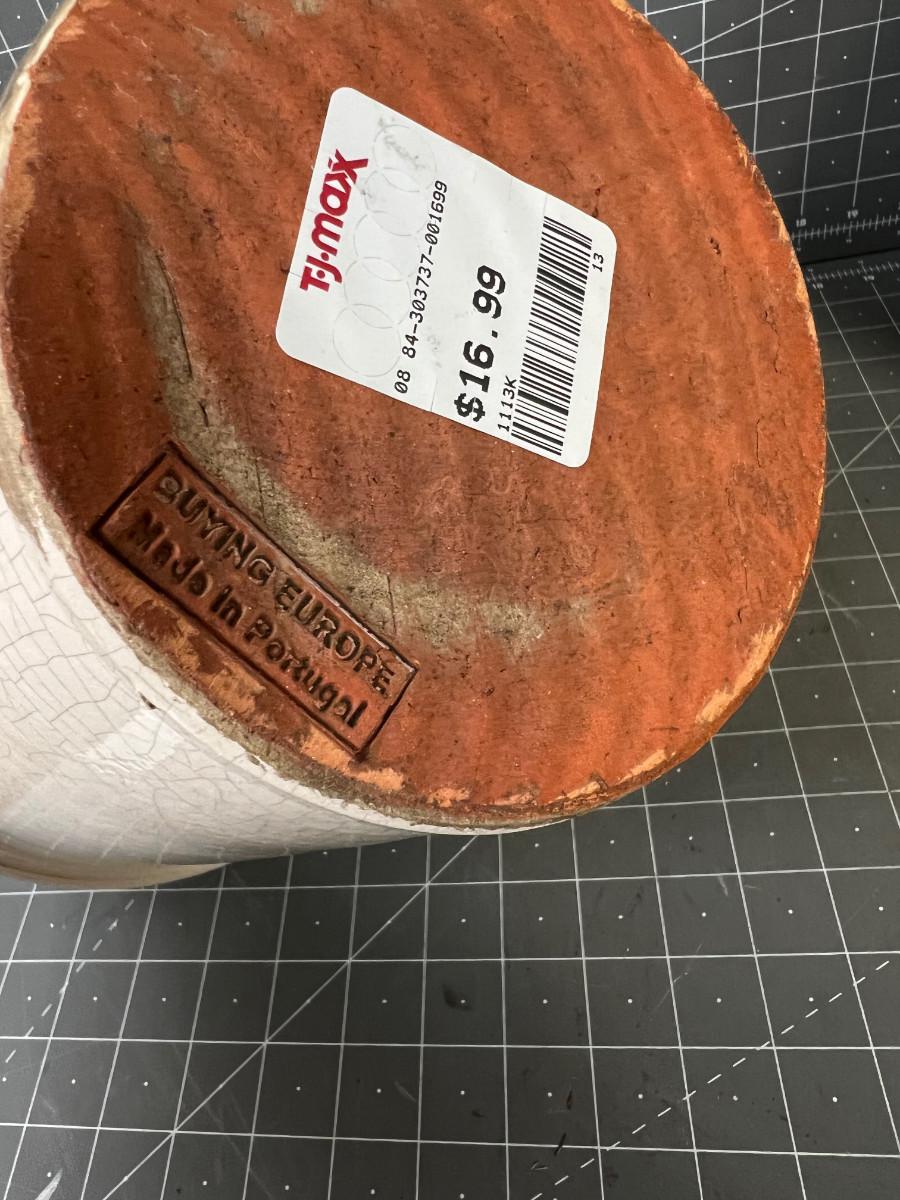 T·J·maxx
08 84-303737-001699
$16.99
1113K
13
BUYING EUROPE
Made In Portugal